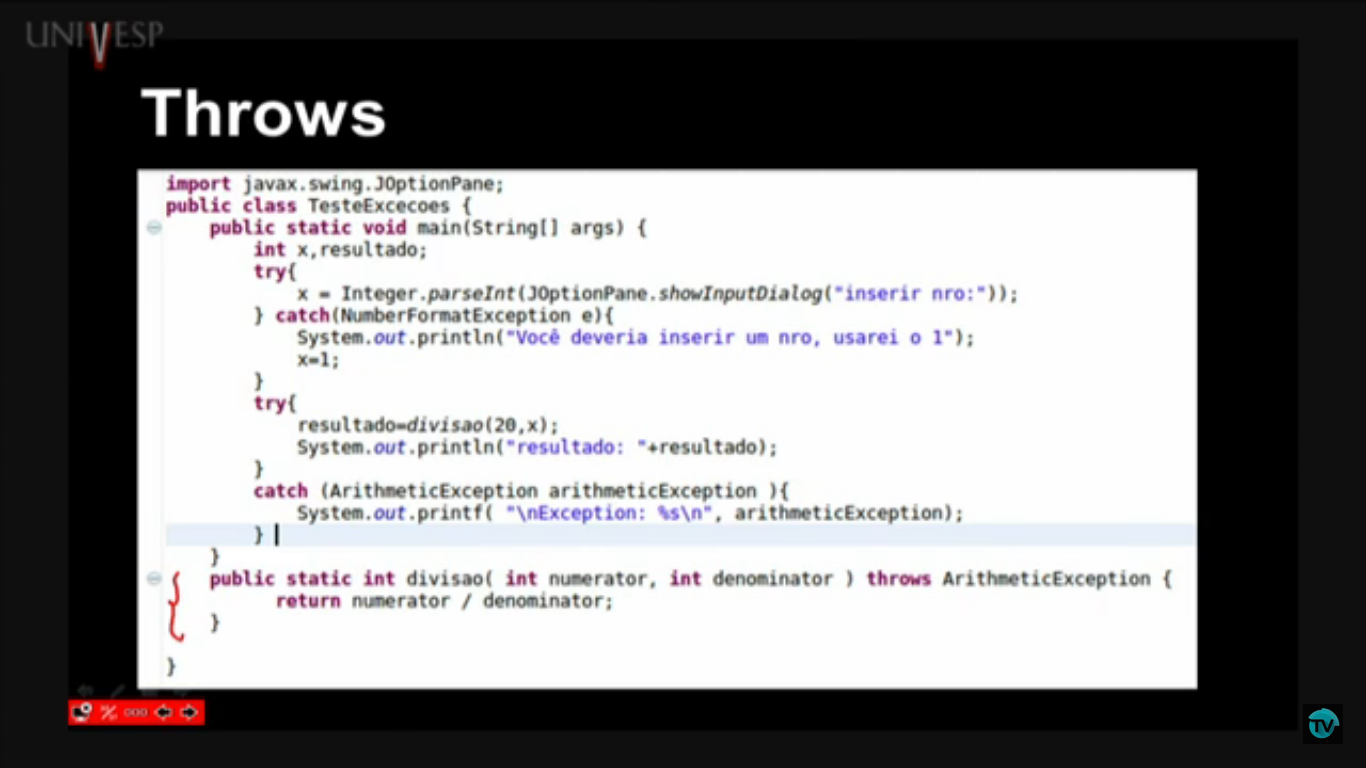 UNIVESP
Throws
import javax.swing.JOptionPane;
public class TesteExcecoes {
public static void main(String[] args) {
int x,resultado;
try{
x = Integer.parseInt(JOptionPane.showInputDialog("inserir nro:"));
} catch(NumberFormatException e){
System.out.println("Você deveria inserir um nro, usarei o 1");
x=1;
}
try{
resultado=divisao(20,x);
System.out.println("resultado: "+resultado);
}
catch (ArithmeticException arithmeticException ){
System.out.printf( "\nException: %s\n", arithmeticException);
}
}
public static int divisao( int numerator, int denominator ) throws ArithmeticException {
return numerator / denominator;
}
}
TV